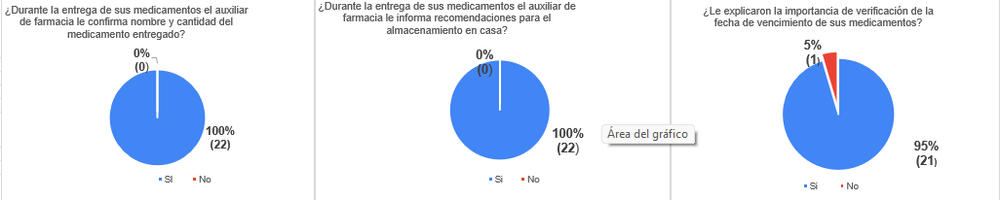 ¿Durante la entrega de sus medicamentos el auxiliar
de farmacia le confirma nombre y cantidad del
medicamento entregado?
0%
(0)
100%
(22)
SI No
¿Durante la entrega de sus medicamentos el auxiliar de
farmacia le informa recomendaciones para el
almacenamiento en casa?
0%
(0)
100%
(22)
Si No
Área del gráfico
¿Le explicaron la importancia de verificación de la
fecha de vencimiento de sus medicamentos?
5%
(1)
95%
(21)
Si No